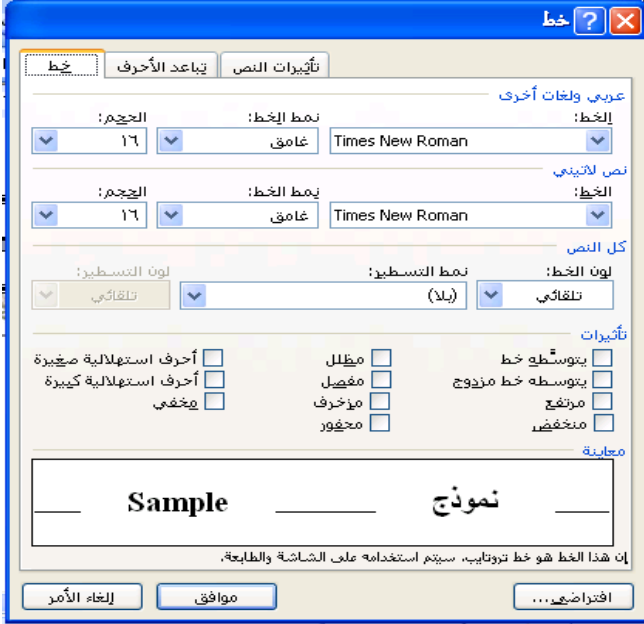 خط
خط تباعد الأحرف تأثيرات النص
عربي ولغات أخرى
الخط: نمط الخط: الحجم:
Times New Roman غامق ١٦
نص لاتيني
الخط: نمط الخط: الحجم:
Times New Roman غامق ١٦
كل النص
لون الخط: نمط التسطير: لون التسطير:
تلقائي (بلا) تلقائي
تأثيرات
يتوسطه خط مظلل أحرف استهلالية صغيرة
يتوسطه خط مزدوج مفصل أحرف استهلالية كبيرة
مرتفع مزخرف مخفي
منخفض محفور
معاينة
نموذج Sample
إن هذا الخط هو خط تروتايب. سيتم استخدامه على الشاشة والطابعة.
افتراضي... موافق إلغاء الأمر